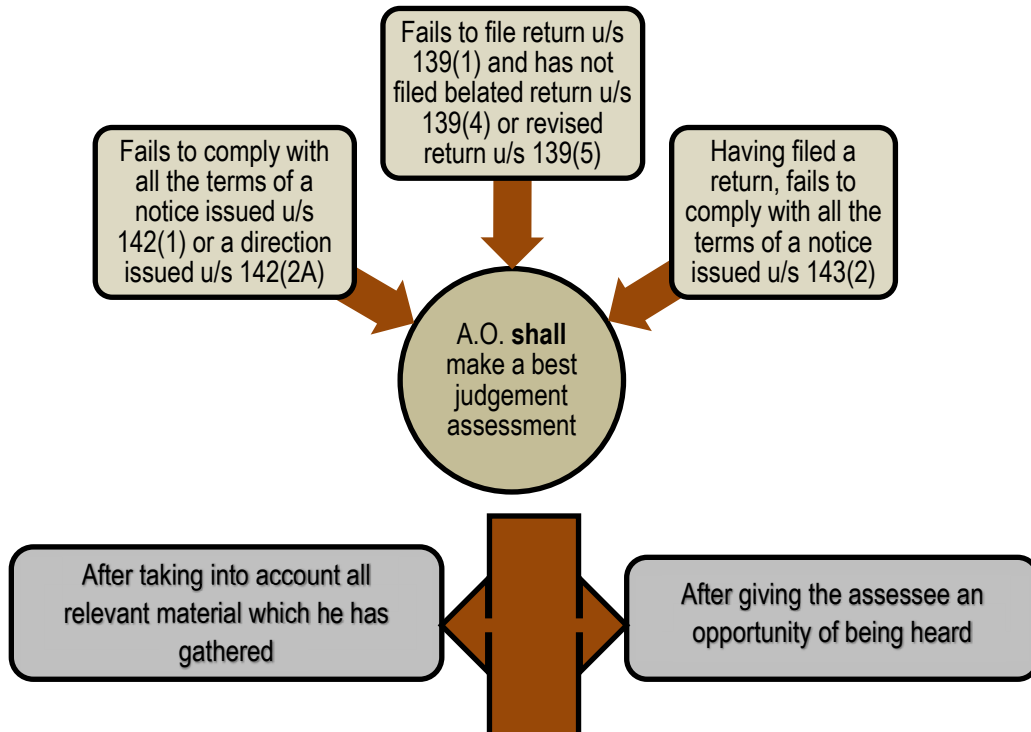 Fails to file return u/s
139(1) and has not
filed belated return u/s
139(4) or revised
return u/s 139(5)
Fails to comply with
all the terms of a
notice issued u/s
142(1) or a direction
issued u/s 142(2A)
Having filed a
return, fails to
comply with all the
terms of a notice
issued u/s 143(2)
A.O. shall
make a best
judgement
assessment
After taking into account all
relevant material which he has
gathered
After giving the assessee an
opportunity of being heard